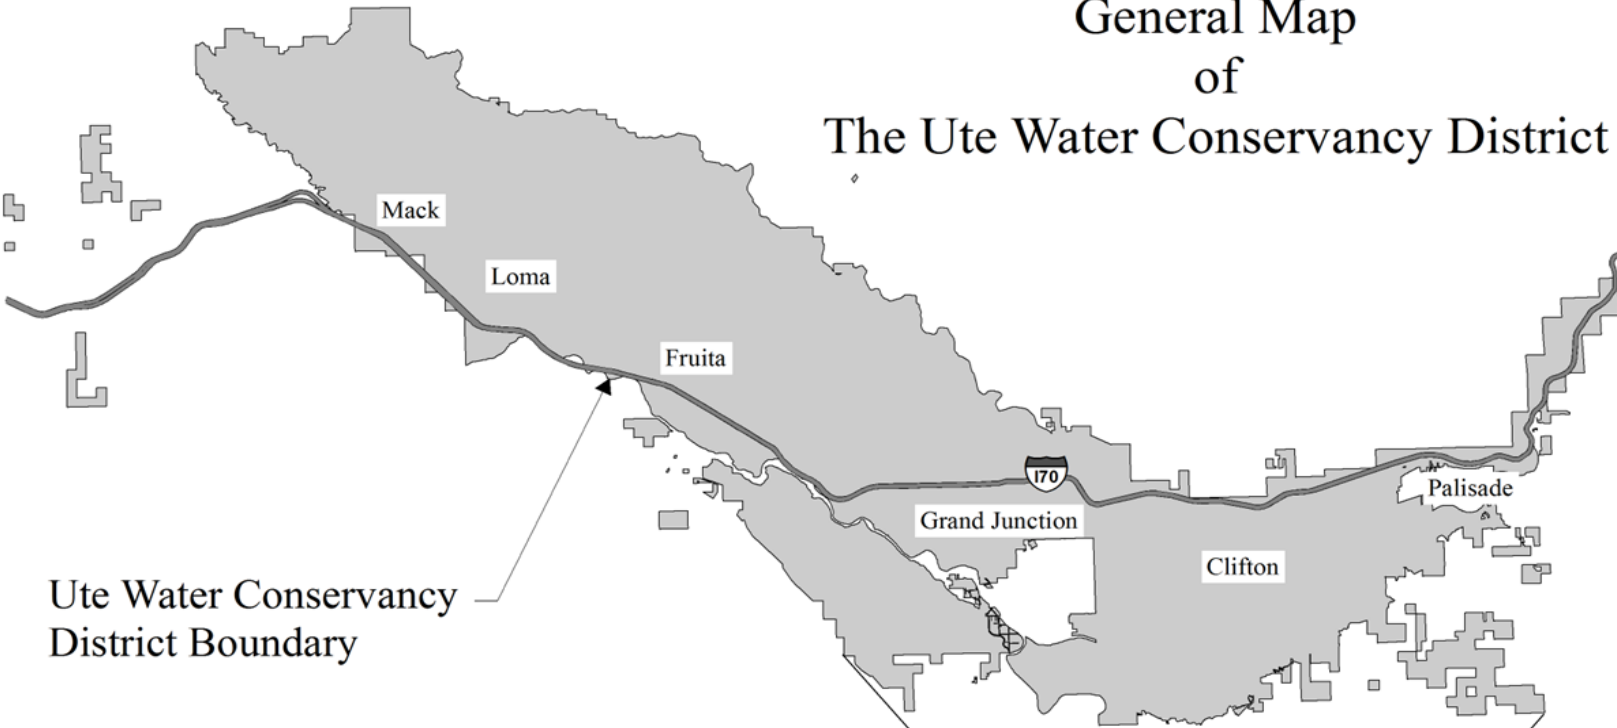 General Map
of
The Ute Water Conservancy District
Mack
Loma
Fruita
I70
Palisade
Grand Junction
Clifton
Ute Water Conservancy
District Boundary